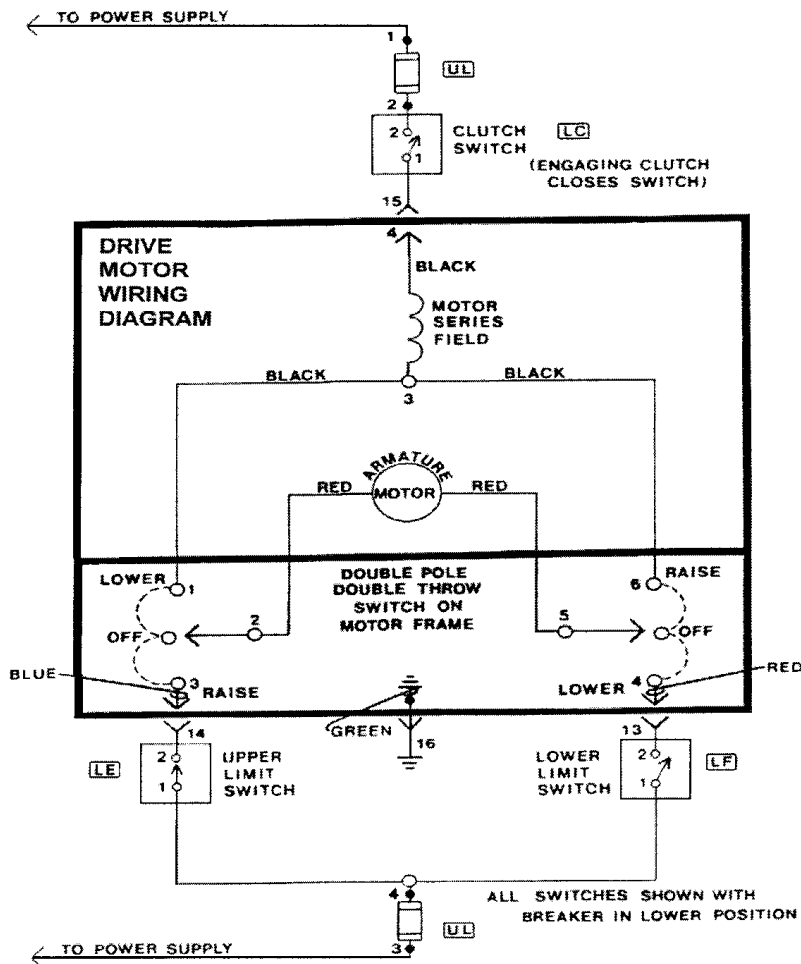 TO POWER SUPPLY
1
UL
2
2
CLUTCH
SWITCH
LC
1
(ENGAGING CLUTCH
CLOSES SWITCH)
15
4
DRIVE
MOTOR
WIRING
DIAGRAM
BLACK
MOTOR
SERIES
FIELD
BLACK
BLACK
3
ARMATURE
RED
MOTOR
RED
LOWER
1
DOUBLE POLE
DOUBLE THROW
SWITCH ON
MOTOR FRAME
6
RAISE
OFF
2
5
OFF
BLUE
3
RAISE
4
LOWER
RED
GREEN
14
16
13
LE
2
1
UPPER
LIMIT
SWITCH
LOWER
LIMIT
SWITCH
2
1
LF
4
ALL SWITCHES SHOWN WITH
BREAKER IN LOWER POSITION
UL
TO POWER SUPPLY
3